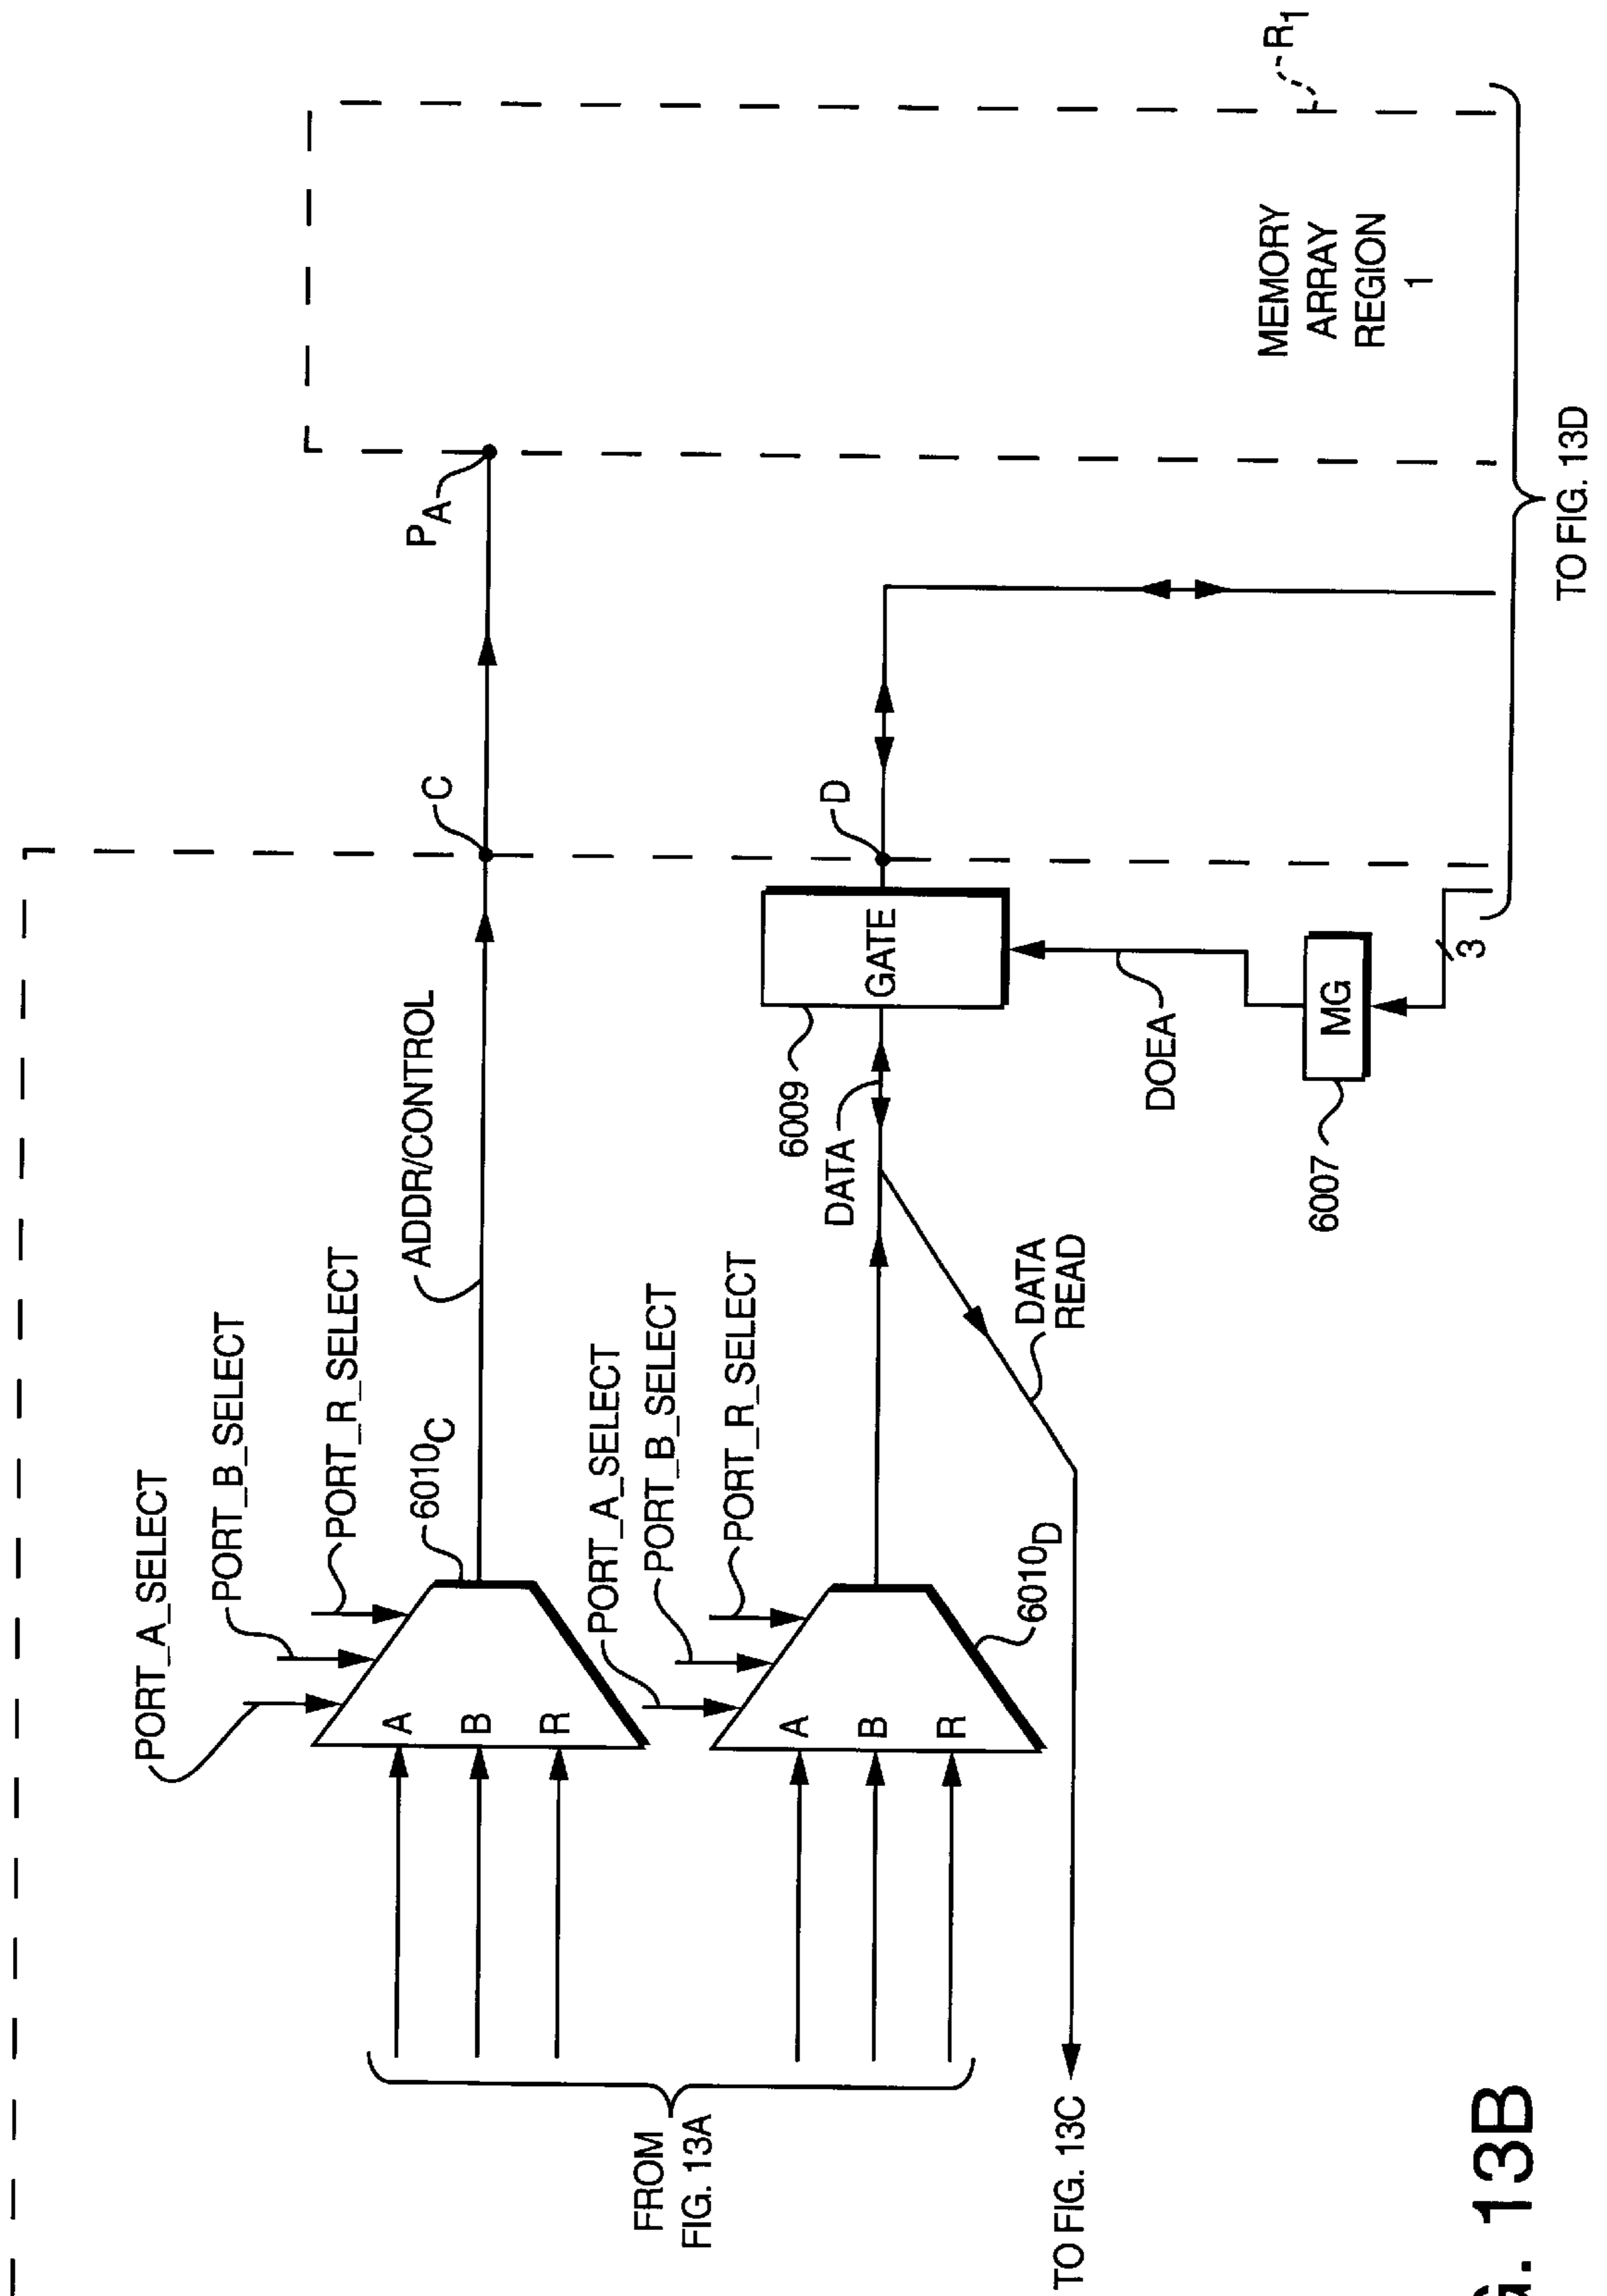 PORT_A_SELECT
PORT_B_SELECT
PORT_R_SELECT
6010C
ADDR/CONTROL
C
PA
A
B
R
PORT_A_SELECT
PORT_B_SELECT
PORT_R_SELECT
6010D
A
B
R
FROM
FIG. 13A
DATA
6009
GATE
D
DATA
READ
DOEA
6007
MG
3
MEMORY
ARRAY
REGION
1
R1
TO FIG. 13C
TO FIG. 13D
G. 13B